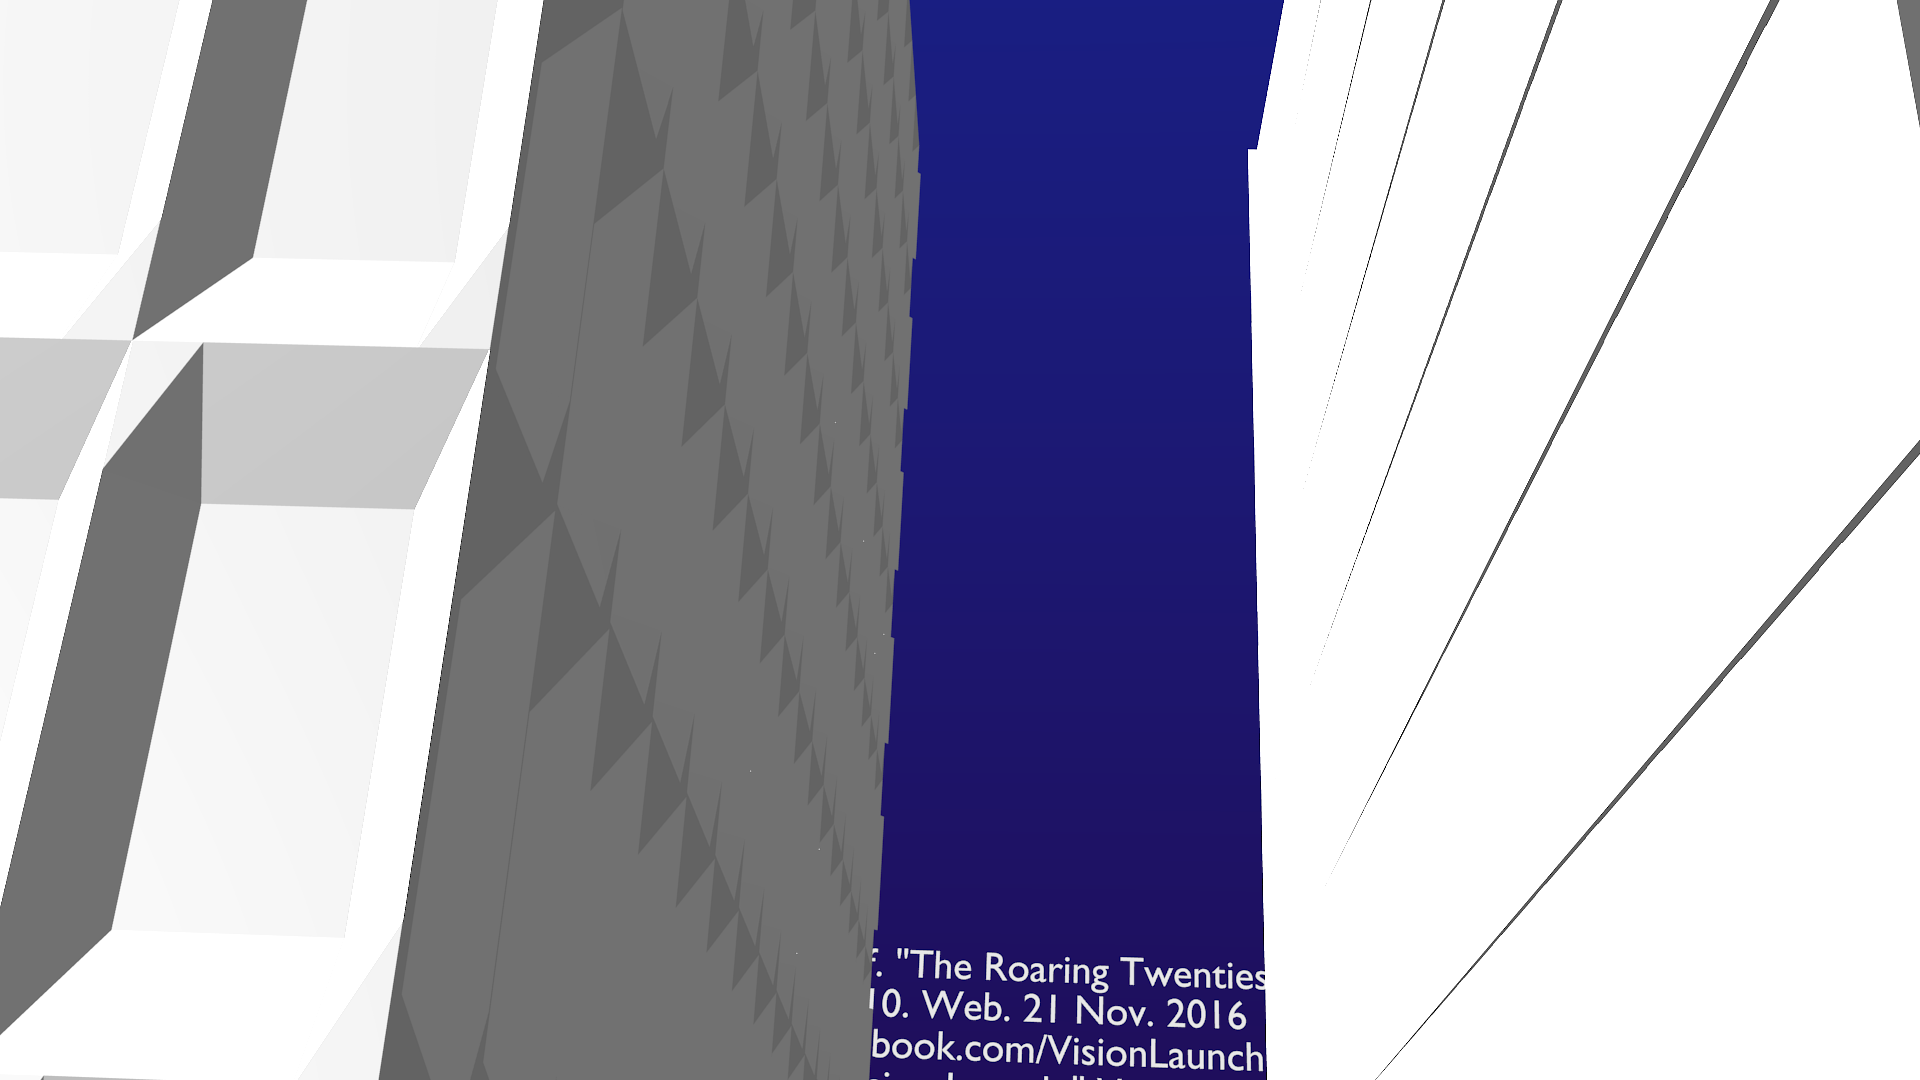 . "The Roaring Twenties
10. Web. 21 Nov. 2016
book.com/VisionLaunch